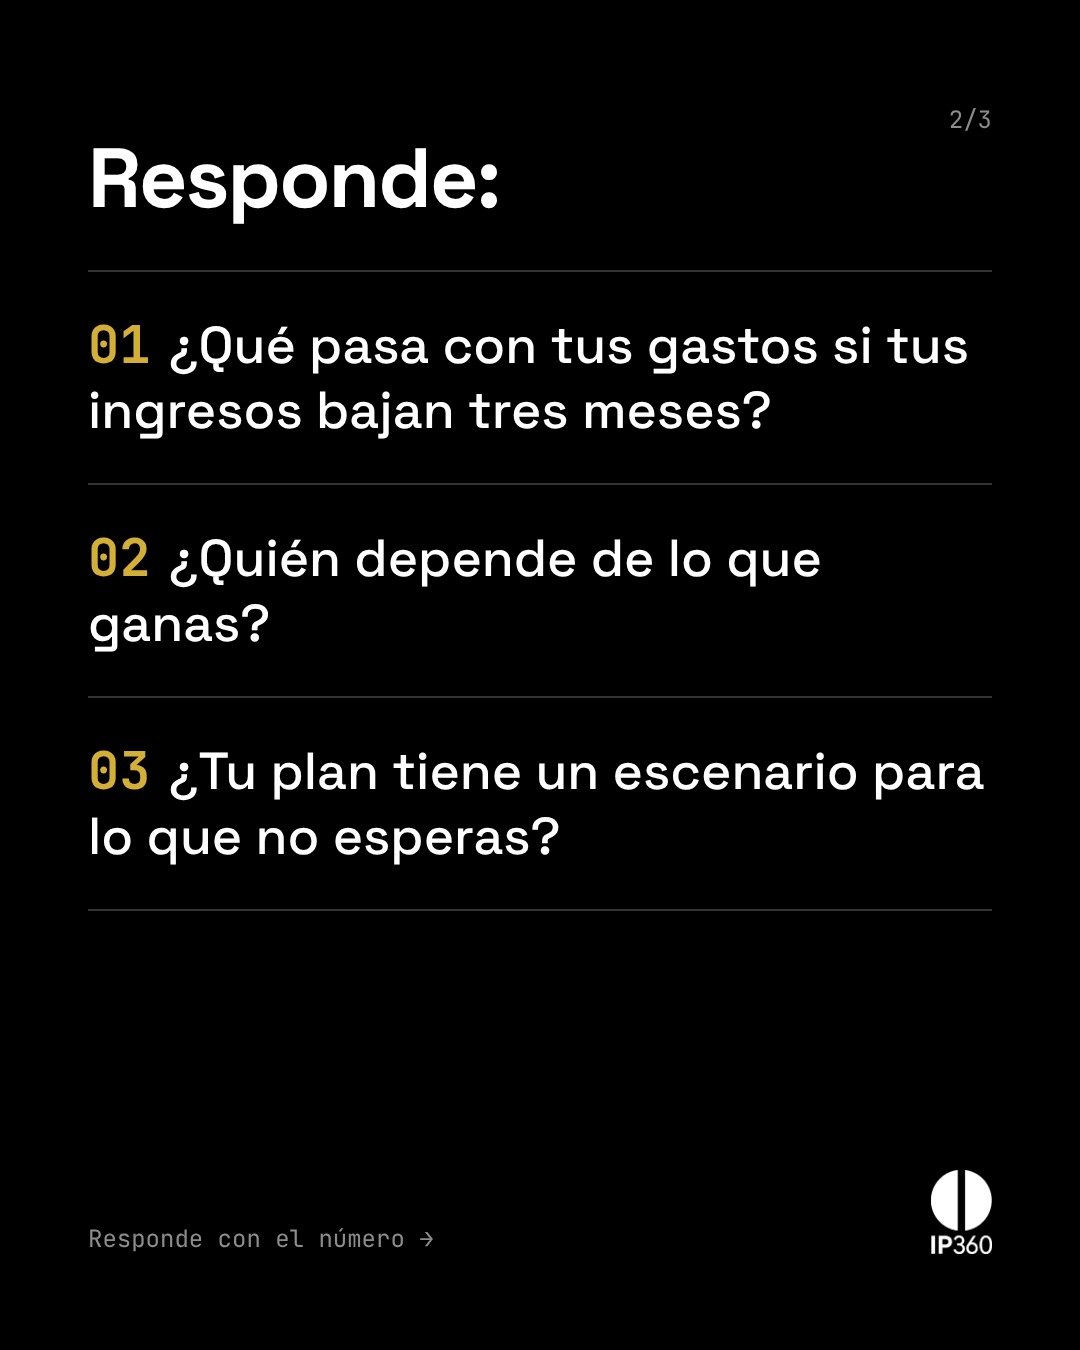 2/3
Responde:
01 ¿Qué pasa con tus gastos si tus
ingresos bajan tres meses?
02 ¿Quién depende de lo que
ganas?
03 ¿Tu plan tiene un escenario para
lo que no esperas?
Responde con el número →
IP360